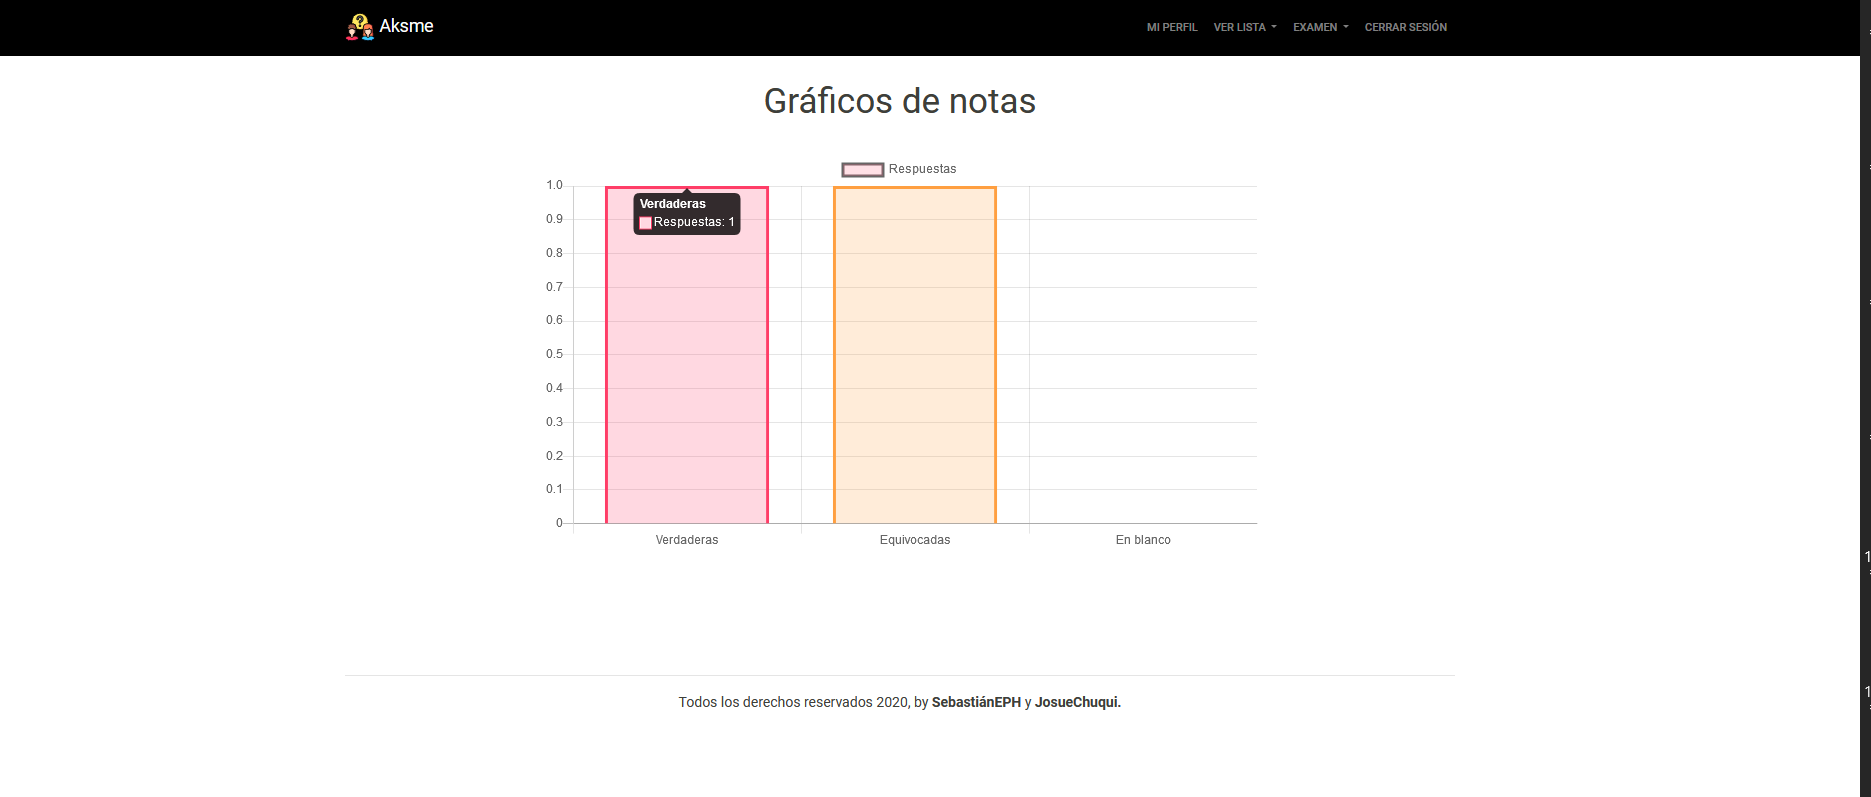 Aksme
MI PERFIL VER LISTA EXAMEN CERRAR SESIÓN
Gráficos de notas
Respuestas
1.0
Verdaderas
Respuestas: 1
0.9
0.8
0.7
0.6
0.5
0.4
0.3
0.2
0.1
0
Verdaderas Equivocadas En blanco
Todos los derechos reservados 2020, by SebastiánEPH y JosueChuqui.
1
1